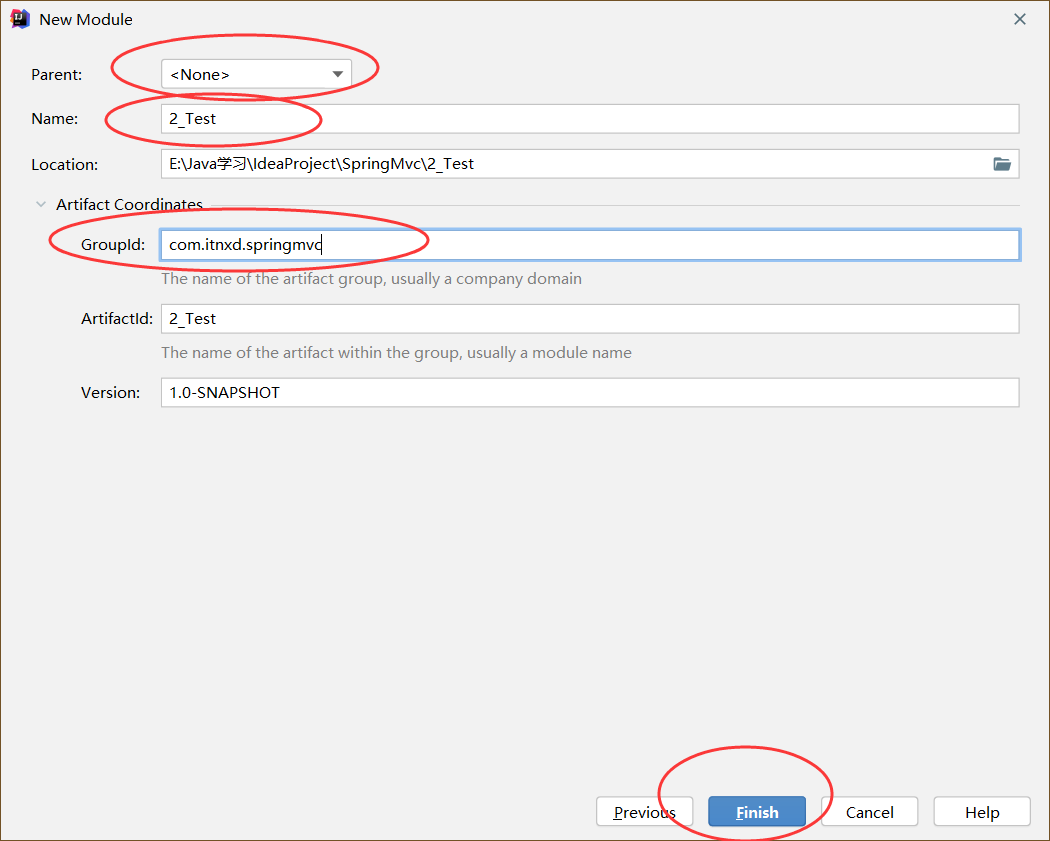 New Module
Parent: <None>
Name: 2_Test
Location: E:\Java学习\IdeaProject\SpringMvc\2_Test
Artifact Coordinates
GroupId: com.itnxd.springmvc
The name of the artifact group, usually a company domain
ArtifactId: 2_Test
The name of the artifact within the group, usually a module name
Version: 1.0-SNAPSHOT
Previous Finish Cancel Help